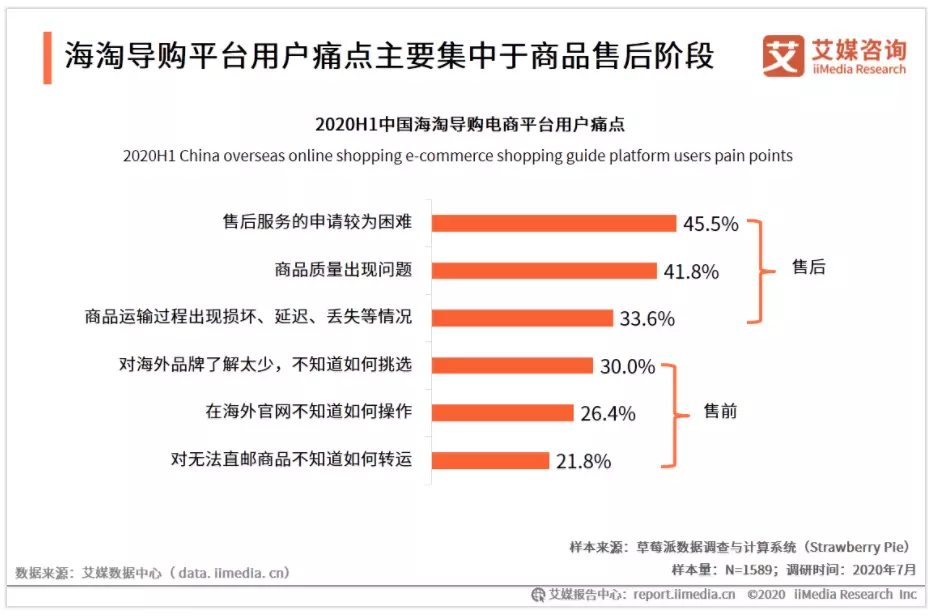 海淘导购平台用户痛点主要集中于商品售后阶段
艾媒咨询
iiMedia Research
2020H1中国海淘导购电商平台用户痛点
2020H1 China overseas online shopping e-commerce shopping guide platform users pain points
售后服务的申请较为困难 45.5%
商品质量出现问题 41.8%
售后
商品运输过程出现损坏、延迟、丢失等情况 33.6%
对海外品牌了解太少，不知道如何挑选 30.0%
在海外官网不知道如何操作 26.4%
售前
对无法直邮商品不知道如何转运 21.8%
样本来源：草莓派数据调查与计算系统（Strawberry Pie）
数据来源：艾媒数据中心（data.iimedia.cn）
样本量：N=1589；调研时间：2020年7月
艾媒报告中心：report.iimedia.cn ©2020 iiMedia Research Inc